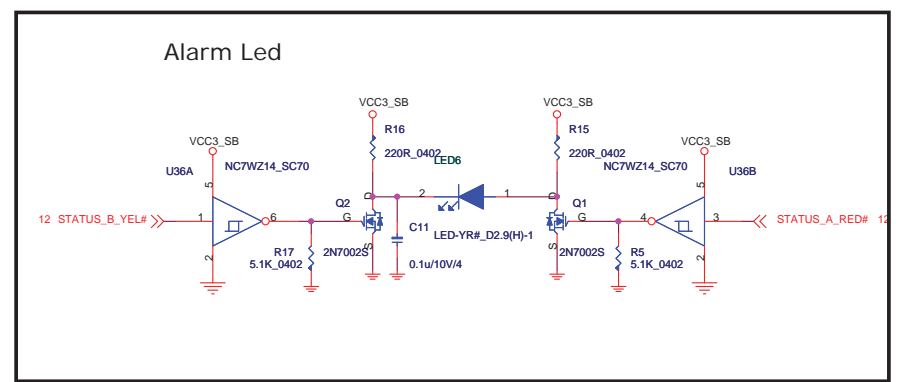 Alarm Led
VCC3_SB
VCC3_SB
R16
R15
VCC3_SB
VCC3_SB
220R_0402
LED6
220R_0402
U36A
NC7WZ14_SC70
NC7WZ14_SC70
U36B
5
D
2
1
D
5
Q2
Q1
12 STATUS_B_YEL#
1
6
G
C11
G
4
3
STATUS_A_RED# 12
LED-YR#_D2.9(H)-1
2
R17
2N7002S
S
S
2N7002S
R5
2
5.1K_0402
0.1u/10V/4
5.1K_0402